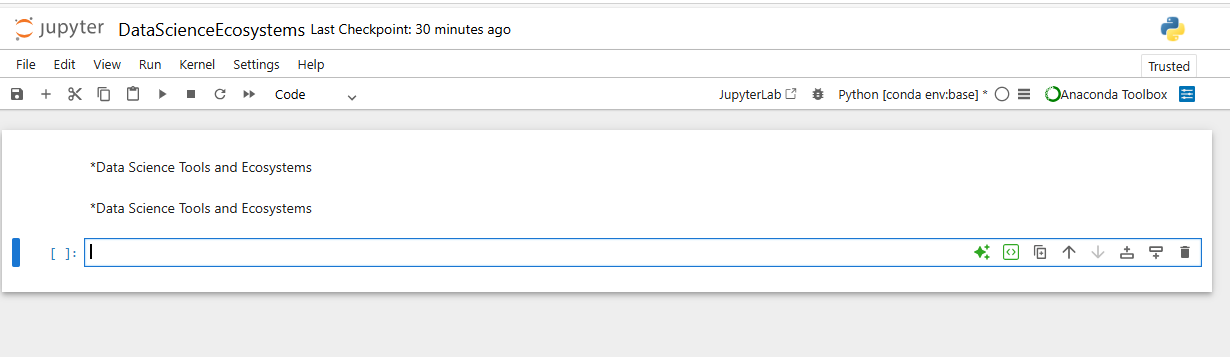 jupyter DataScienceEcosystems Last Checkpoint: 30 minutes ago
File Edit View Run Kernel Settings Help Trusted
Code JupyterLab Python [conda env:base] * Anaconda Toolbox
*Data Science Tools and Ecosystems
*Data Science Tools and Ecosystems
[ ]: